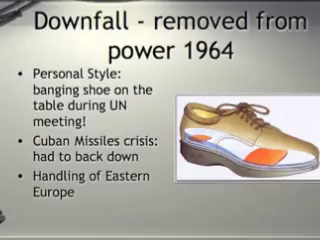 Downfall - removed from
power 1964
• Personal Style:
banging shoe on the
table during UN
meeting!
• Cuban Missiles crisis:
had to back down
• Handling of Eastern
Europe